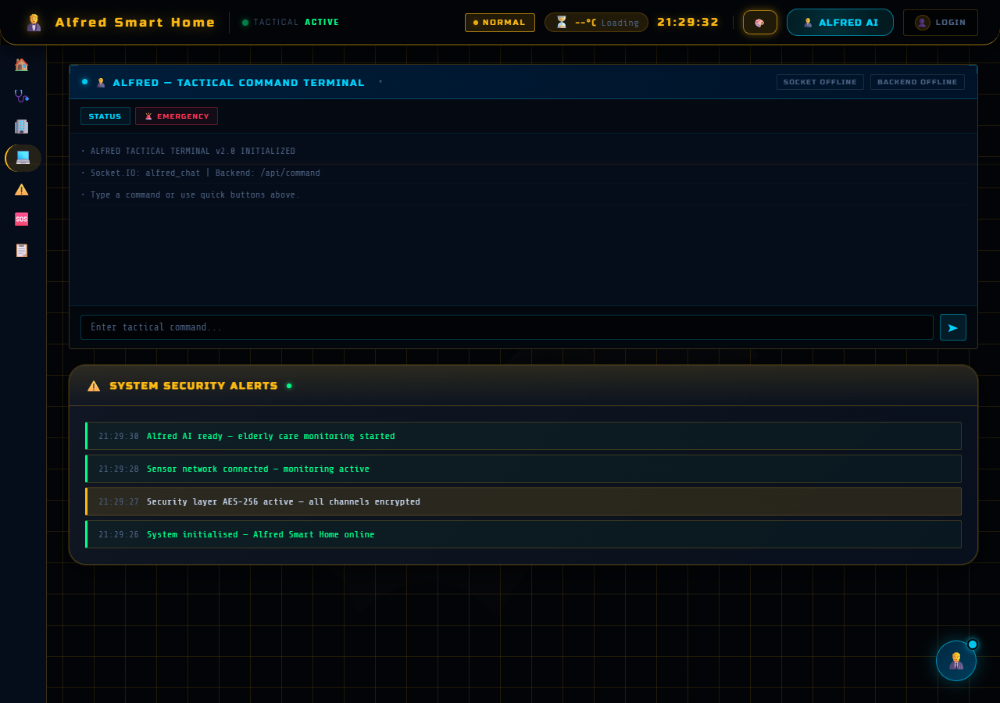 Alfred Smart Home
TACTICAL ACTIVE
NORMAL
--°C Loading
21:29:32
ALFRED AI
LOGIN
ALFRED — TACTICAL COMMAND TERMINAL
SOCKET OFFLINE
BACKEND OFFLINE
STATUS
EMERGENCY
· ALFRED TACTICAL TERMINAL v2.0 INITIALIZED
· Socket.IO: alfred_chat | Backend: /api/command
· Type a command or use quick buttons above.
SOS
Enter tactical command...
SYSTEM SECURITY ALERTS
21:29:30 Alfred AI ready — elderly care monitoring started
21:29:28 Sensor network connected — monitoring active
21:29:27 Security layer AES-256 active — all channels encrypted
21:29:26 System initialised — Alfred Smart Home online